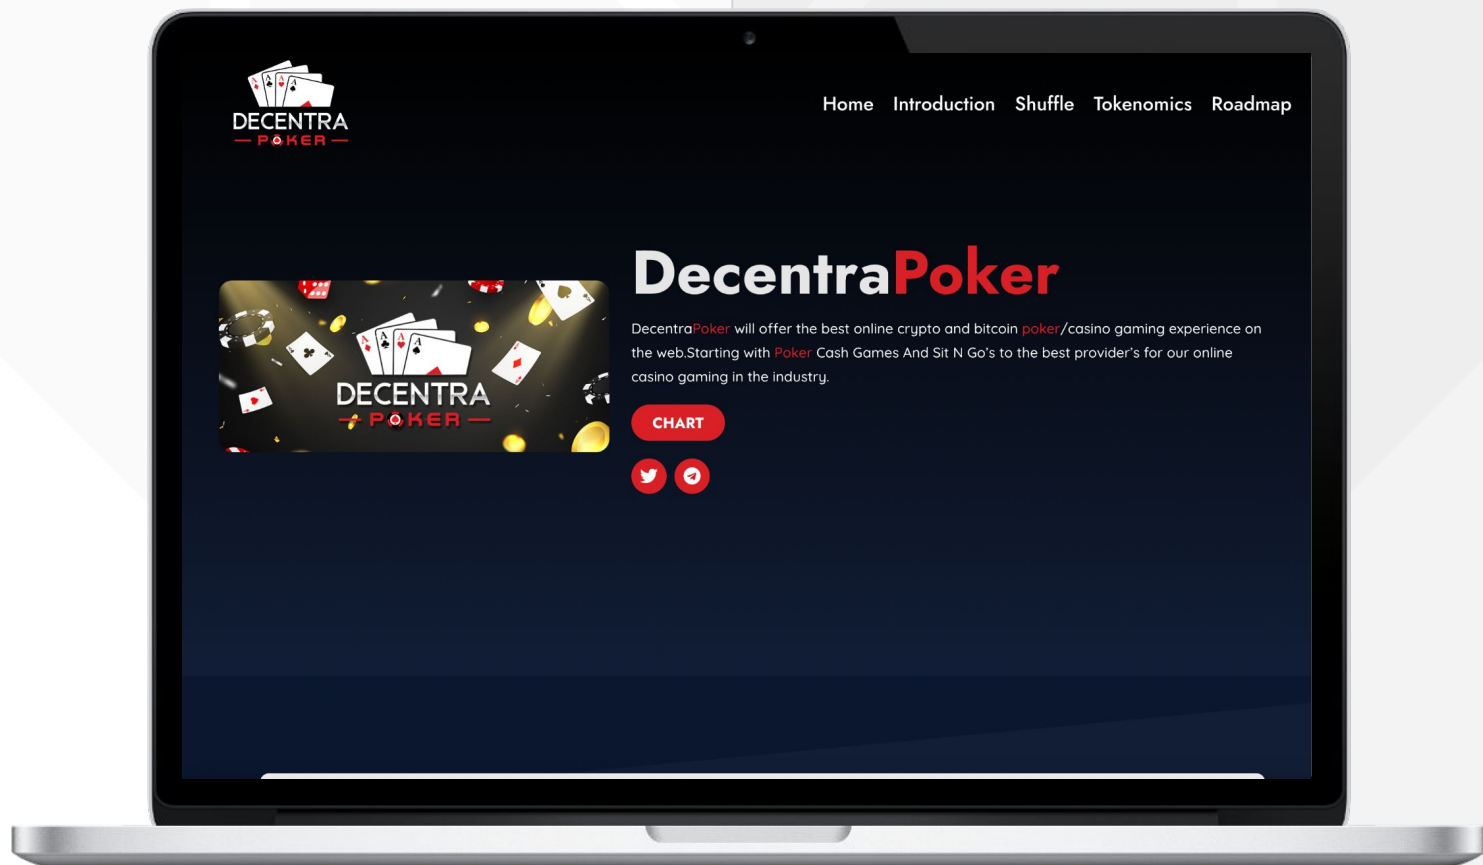 DECENTRA
POKER
Home Introduction Shuffle Tokenomics Roadmap
DECENTRA
POKER
DecentraPoker
DecentraPoker will offer the best online crypto and bitcoin poker/casino gaming experience on
the web.Starting with Poker Cash Games And Sit N Go's to the best provider's for our online
casino gaming in the industry.
CHART